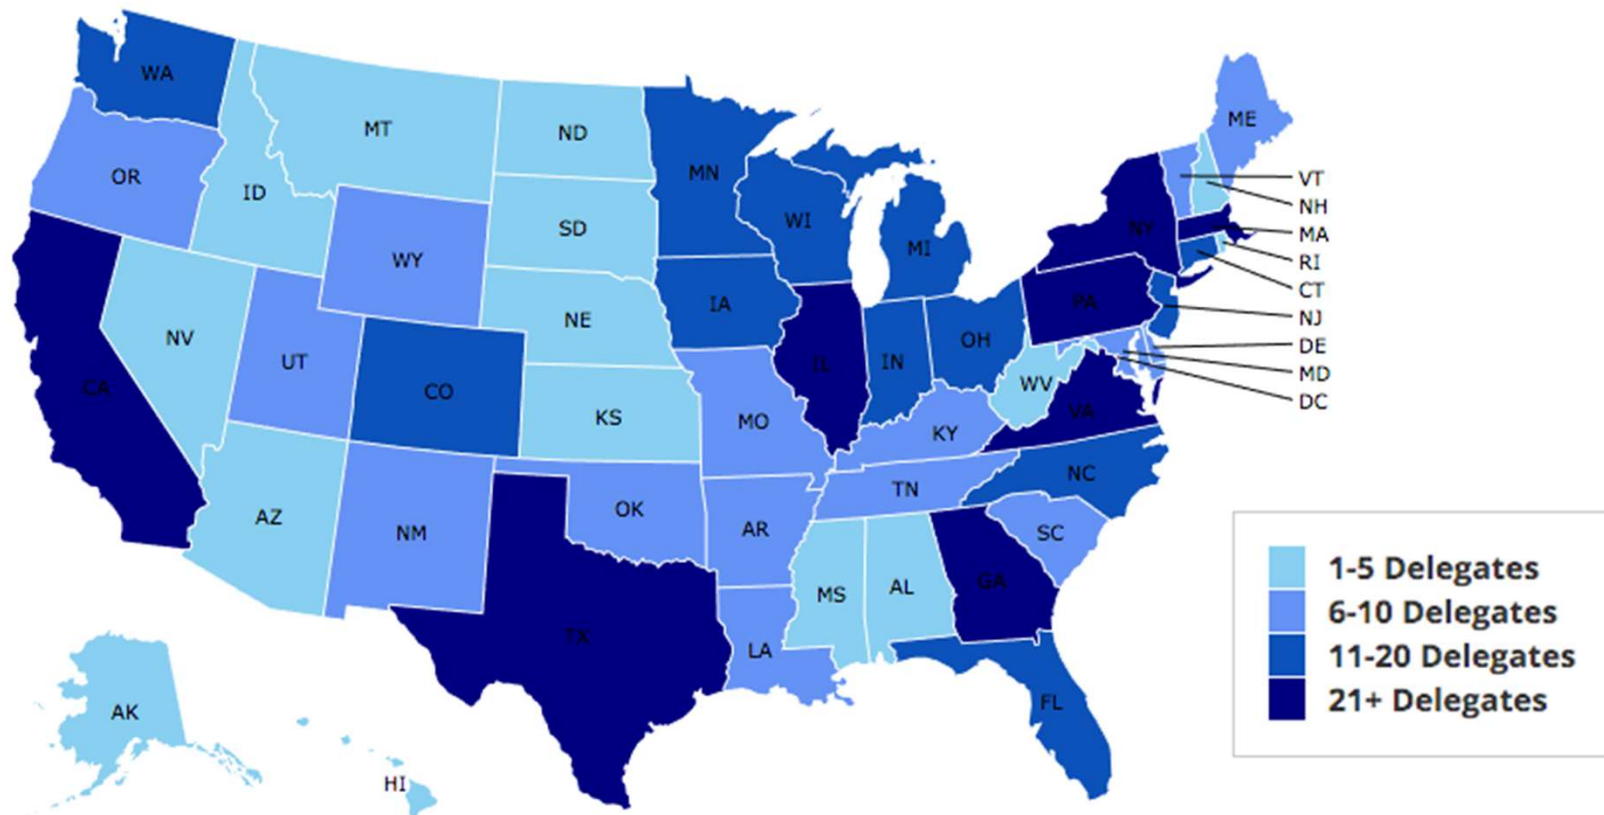 WA
MT
ND
MN
ME
OR
ID
SD
WI
MI
NY
VT
NH
MA
RI
CT
NJ
DE
MD
DC
WY
IA
NE
PA
NV
UT
CO
IL
IN
OH
WV
CA
KS
MO
KY
VA
AZ
NM
OK
AR
TN
NC
SC
MS
AL
GA
TX
LA
FL
AK
HI
1-5 Delegates
6-10 Delegates
11-20 Delegates
21+ Delegates